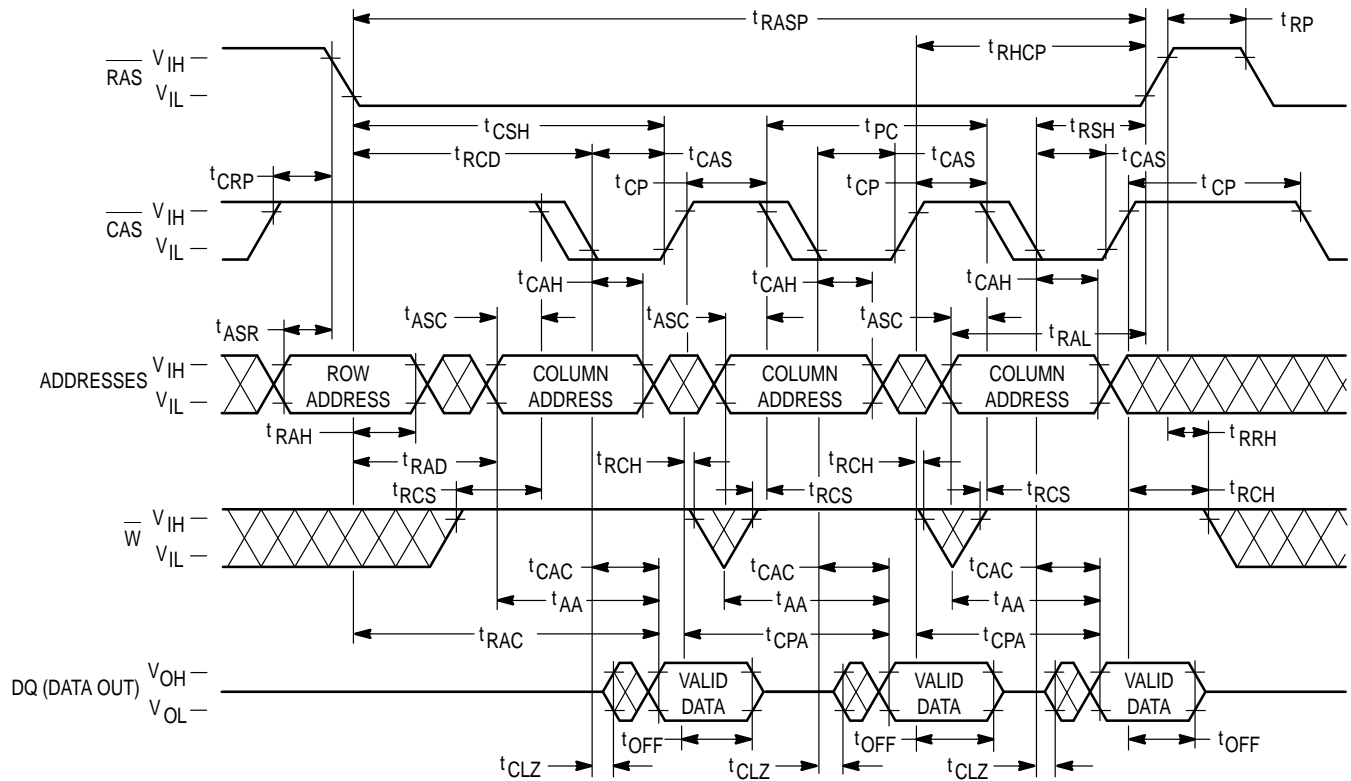 tRASP
tRP
tRHCP
RAS VIH
VIL
tCSH
tPC
tRSH
tRCD
tCAS
tCAS
tCAS
tCRP
tCP
tCP
tCP
CAS VIH
VIL
tCAH
tCAH
tCAH
tASR
tASC
tASC
tASC
tRAL
ADDRESSES VIH
VIL
ROW ADDRESS
COLUMN ADDRESS
COLUMN ADDRESS
COLUMN ADDRESS
tRAH
tRRH
tRAD
tRCH
tRCH
tRCS
tRCS
tRCS
tRCH
W VIH
VIL
tCAC
tCAC
tCAC
tAA
tAA
tAA
tRAC
tCPA
tCPA
DQ (DATA OUT) VOH
VOL
VALID DATA
VALID DATA
VALID DATA
tOFF
tOFF
tOFF
tCLZ
tCLZ
tCLZ